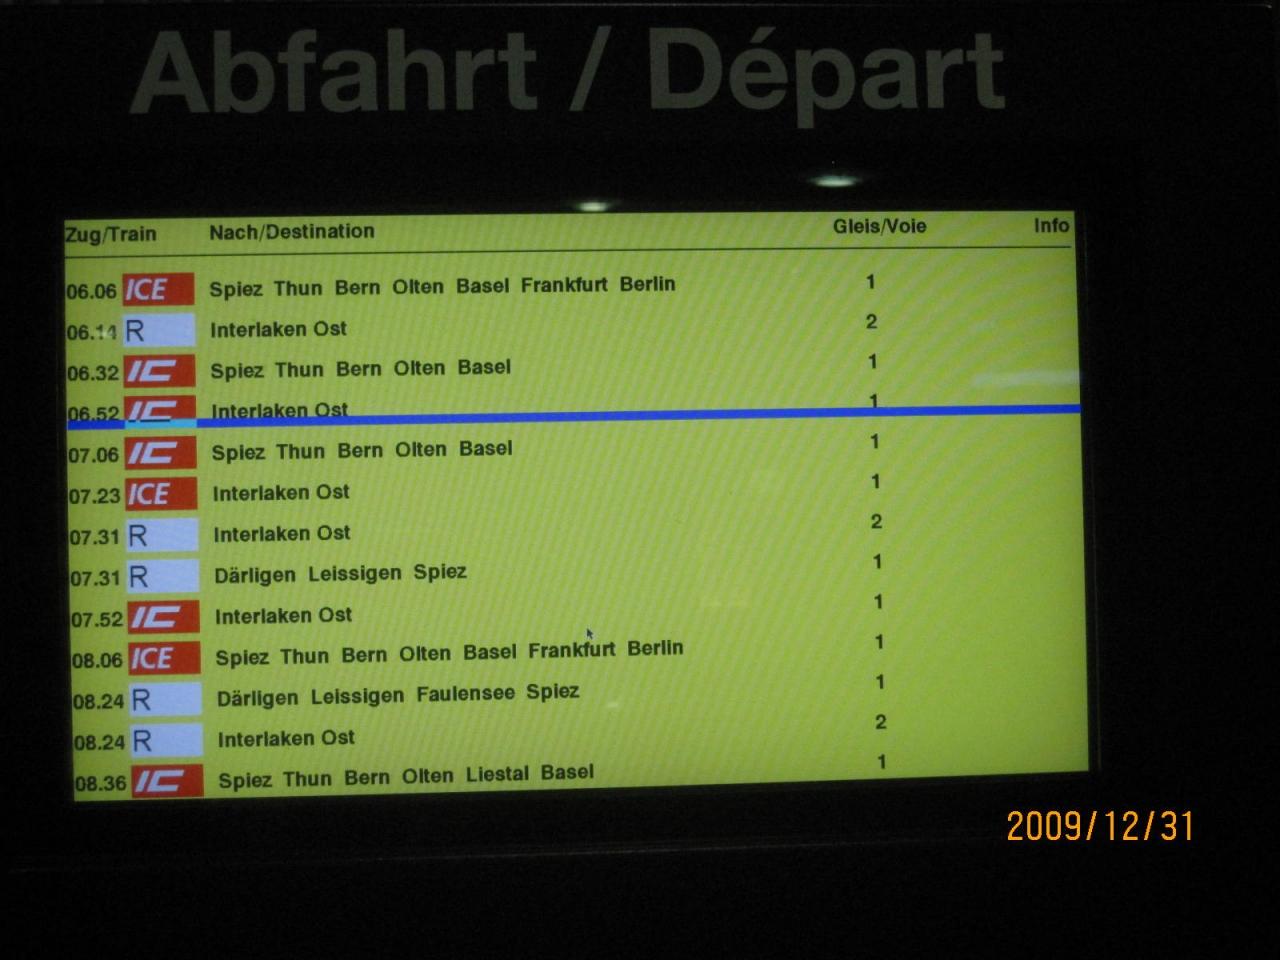 Abfahrt / Départ
Zug/Train Nach/Destination Gleis/Voie Info
06.06 ICE Spiez Thun Bern Olten Basel Frankfurt Berlin 1
06.14 R Interlaken Ost 2
06.32 IC Spiez Thun Bern Olten Basel 1
06.52 IC Interlaken Ost 1
07.06 IC Spiez Thun Bern Olten Basel 1
07.23 ICE Interlaken Ost 1
07.31 R Interlaken Ost 2
07.31 R Därligen Leissigen Spiez 1
07.52 IC Interlaken Ost 1
08.06 ICE Spiez Thun Bern Olten Basel Frankfurt Berlin 1
08.24 R Därligen Leissigen Faulensee Spiez 1
08.24 R Interlaken Ost 2
08.36 IC Spiez Thun Bern Olten Liestal Basel 1
2009/12/31